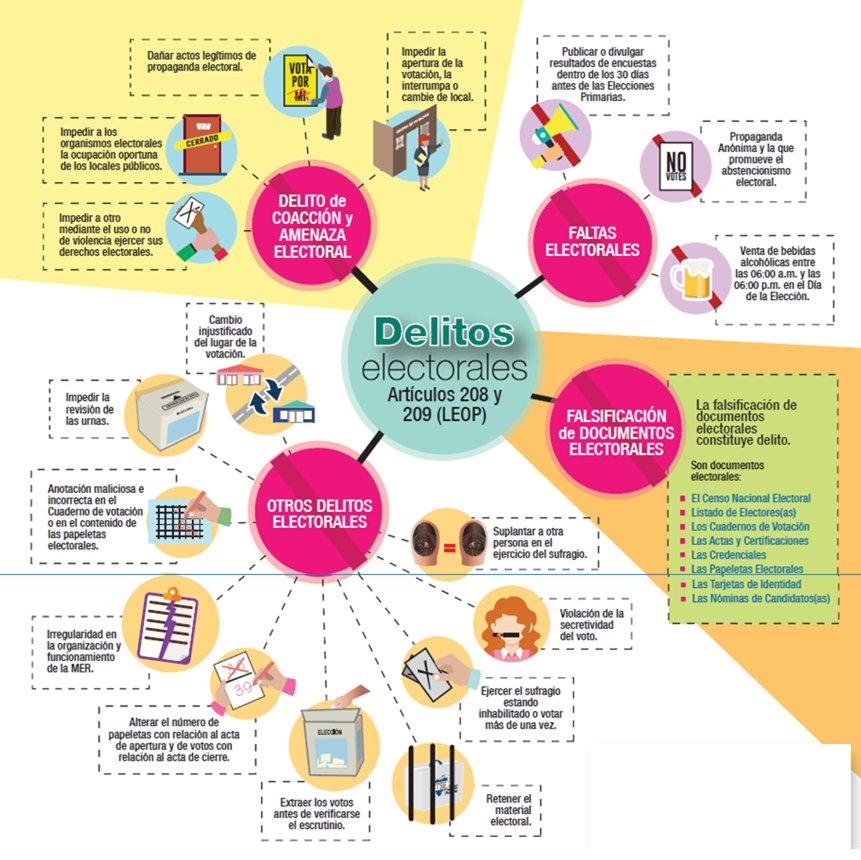 Dañar actos legítimos de
propaganda electoral.
VOTA
POR
MI
Impedir la
apertura de la
votación, la
interrumpa o
cambie de local.
Impedir a los
organismos electorales
la ocupación oportuna
de los locales públicos.
CERRADO
Impedir a otro
mediante el uso o no
de violencia ejercer sus
derechos electorales.
DELITO de
COACCIÓN y
AMENAZA
ELECTORAL
Publicar o divulgar
resultados de encuestas
dentro de los 30 días
antes de las Elecciones
Primarias.
NO
VOTES
Propaganda
Anónima y la que
promueve el
abstencionismo
electoral.
FALTAS
ELECTORALES
Venta de bebidas
alcohólicas entre
las 06:00 a.m. y las
06:00 p.m. en el Día
de la Elección.
Delitos
electorales
Artículos 208 y
209 (LEOP)
FALSIFICACIÓN
de DOCUMENTOS
ELECTORALES
La falsificación de
documentos
electorales
constituye delito.
Son documentos
electorales:
El Censo Nacional Electoral
Listado de Electores(as)
Los Cuadernos de Votación
Las Actas y Certificaciones
Las Credenciales
Las Papeletas Electorales
Las Tarjetas de Identidad
Las Nóminas de Candidatos(as)
Cambio
injustificado
del lugar de la
votación.
Impedir la
revisión de
las urnas.
Anotación maliciosa e
incorrecta en el
Cuaderno de votación
o en el contenido de
las papeletas
electorales.
OTROS DELITOS
ELECTORALES
Suplantar a otra
persona en el
ejercicio del sufragio.
Violación de la
secretividad
del voto.
Irregularidad en
la organización y
funcionamiento
de la MER.
39
Alterar el número de
papeletas con relación al acta
de apertura y de votos con
relación al acta de cierre.
ELECCIÓN
Extraer los votos
antes de verificarse
el escrutinio.
Ejercer el sufragio
estando
inhabilitado o votar
más de una vez.
Retener el
material
electoral.